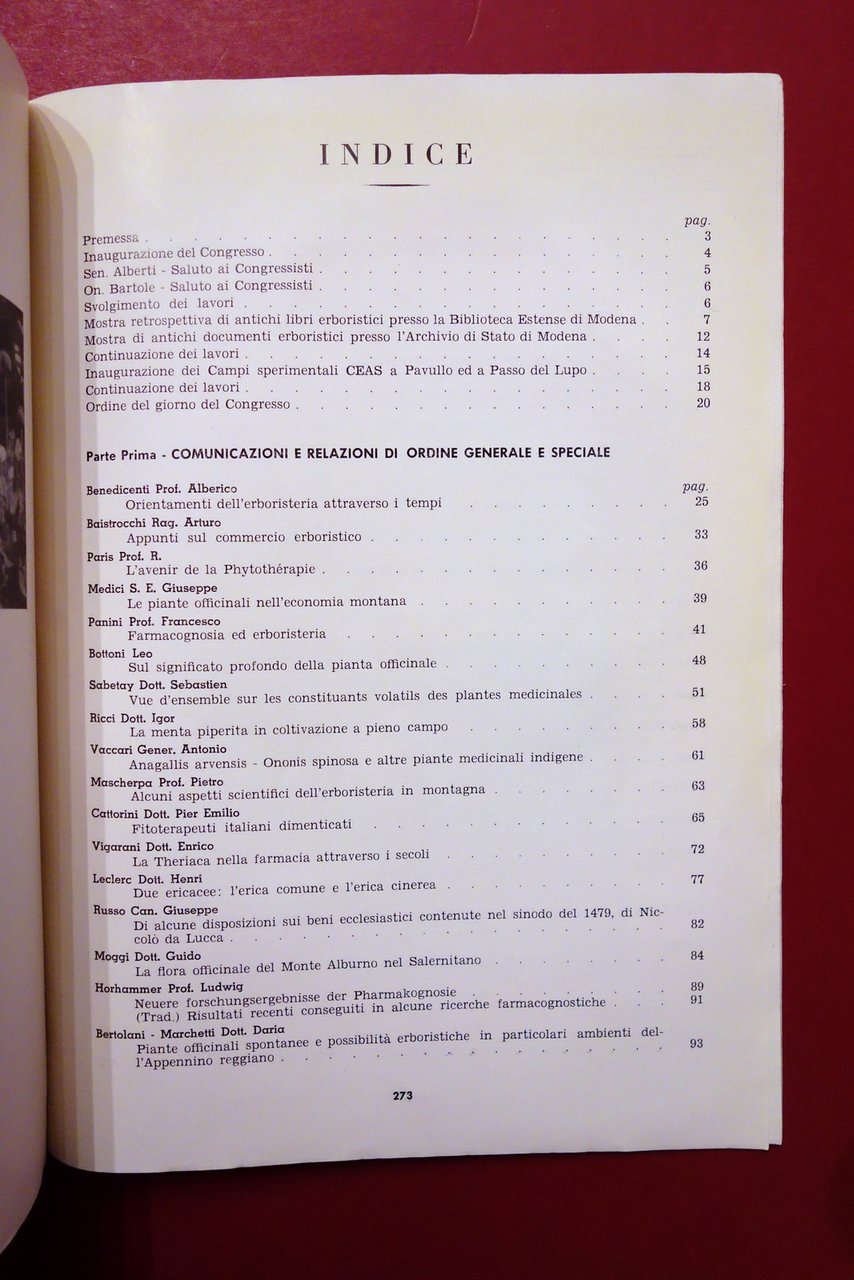 INDICE
pag.
Premessa . . . . . . . . . . . . . . . . . . . . . . 3
Inaugurazione del Congresso . . . . . . . . . . . . . . . . . 4
Sen. Alberti - Saluto ai Congressisti . . . . . . . . . . . . . . . 5
On. Bartole - Saluto ai Congressisti . . . . . . . . . . . . . . . 6
Svolgimento dei lavori . . . . . . . . . . . . . . . . . . 6
Mostra retrospettiva di antichi libri erboristici presso la Biblioteca Estense di Modena . . 7
Mostra di antichi documenti erboristici presso l'Archivio di Stato di Modena . . . . 12
Continuazione dei lavori . . . . . . . . . . . . . . . . . . 14
Inaugurazione dei Campi sperimentali CEAS a Pavullo ed a Passo del Lupo . . . . 15
Continuazione dei lavori . . . . . . . . . . . . . . . . . . 18
Ordine del giorno del Congresso . . . . . . . . . . . . . . . . 20
Parte Prima - COMUNICAZIONI E RELAZIONI DI ORDINE GENERALE E SPECIALE
Benedicenti Prof. Alberico pag.
Orientamenti dell'erboristeria attraverso i tempi . . . . . . . . . 25
Baistrocchi Rag. Arturo
Appunti sul commercio erboristico . . . . . . . . . . . . . 33
Paris Prof. R.
L'avenir de la Phytothérapie . . . . . . . . . . . . . . . 36
Medici S. E. Giuseppe
Le piante officinali nell'economia montana . . . . . . . . . . . 39
Panini Prof. Francesco
Farmacognosia ed erboristeria . . . . . . . . . . . . . . 41
Bottoni Leo
Sul significato profondo della pianta officinale . . . . . . . . . . 48
Sabetay Dott. Sebastien
Vue d'ensemble sur les constituants volatils des plantes medicinales . . . . 51
Ricci Dott. Igor
La menta piperita in coltivazione a pieno campo . . . . . . . . . 58
Vaccari Gener. Antonio
Anagallis arvensis - Ononis spinosa e altre piante medicinali indigene . . . . 61
Mascherpa Prof. Pietro
Alcuni aspetti scientifici dell'erboristeria in montagna . . . . . . . . 63
Cattorini Dott. Pier Emilio
Fitoterapeuti italiani dimenticati . . . . . . . . . . . . . 65
Vigarani Dott. Enrico
La Theriaca nella farmacia attraverso i secoli . . . . . . . . . . 72
Leclerc Dott. Henri
Due ericacee: l'erica comune e l'erica cinerea . . . . . . . . . . 77
Russo Can. Giuseppe
Di alcune disposizioni sui beni ecclesiastici contenute nel sinodo del 1479, di Nic-
colò da Lucca . . . . . . . . . . . . . . . . . . . 82
Moggi Dott. Guido
La flora officinale del Monte Alburno nel Salernitano . . . . . . . . 84
Horhammer Prof. Ludwig
Neuere forschungsergebnisse der Pharmakognosie . . . . . . . . . 89
(Trad.) Risultati recenti conseguiti in alcune ricerche farmacognostiche . . . 91
Bertolani - Marchetti Dott. Daria
Piante officinali spontanee e possibilità erboristiche in particolari ambienti del-
l'Appennino reggiano . . . . . . . . . . . . . . . . 93
273